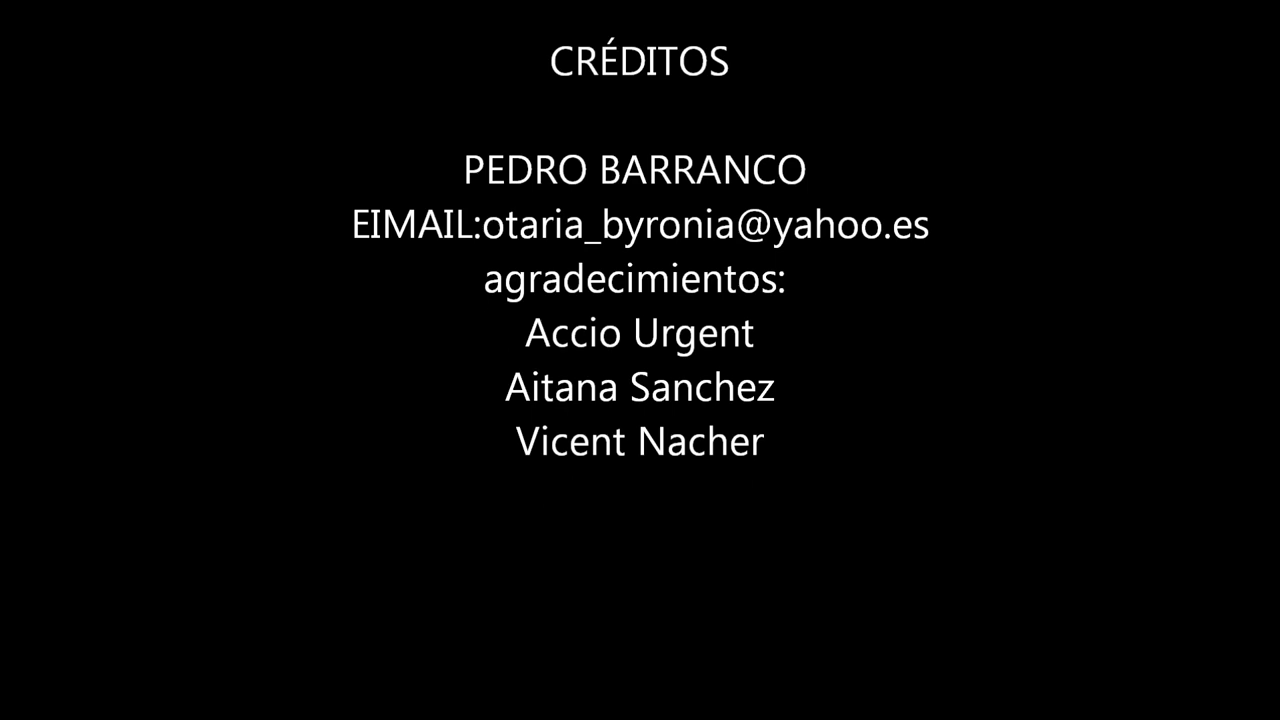 CRÉDITOS
PEDRO BARRANCO
EIMAIL:otaria_byronia@yahoo.es
agradecimientos:
Accio Urgent
Aitana Sanchez
Vicent Nacher